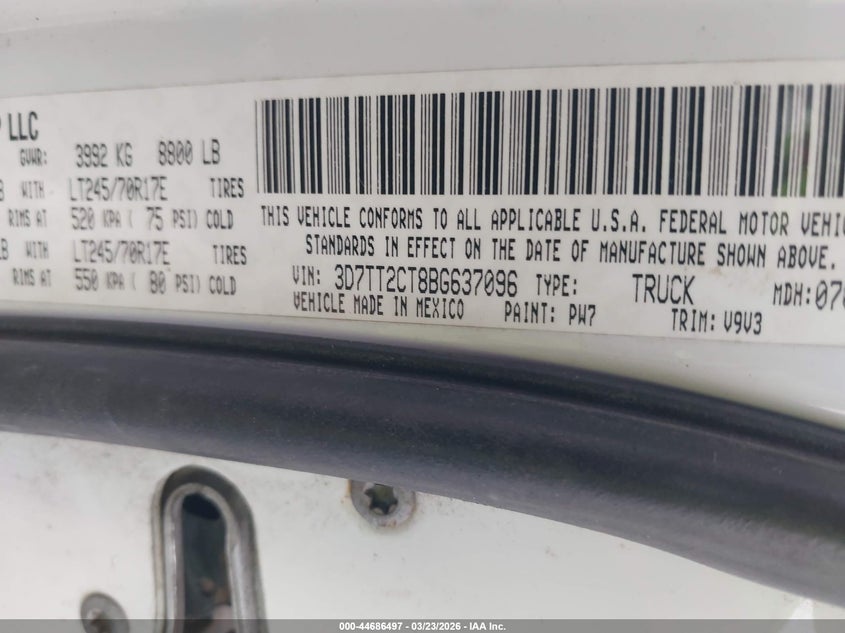 LLC
GVWR: 3992 KG 8800 LB
WITH LT245/70R17E TIRES
RIMS AT 520 KPA ( 75 PSI) COLD
WITH LT245/70R17E TIRES
RIMS AT 550 KPA ( 80 PSI) COLD
THIS VEHICLE CONFORMS TO ALL APPLICABLE U.S.A. FEDERAL MOTOR
STANDARDS IN EFFECT ON THE DATE OF MANUFACTURE SHOWN ABOVE.
VIN: 3D7TT2CT8BG637096 TYPE: TRUCK MDH:
VEHICLE MADE IN MEXICO PAINT: PW7 TRIM: V9V3
000-44686497 - 03/23/2026 - IAA Inc.